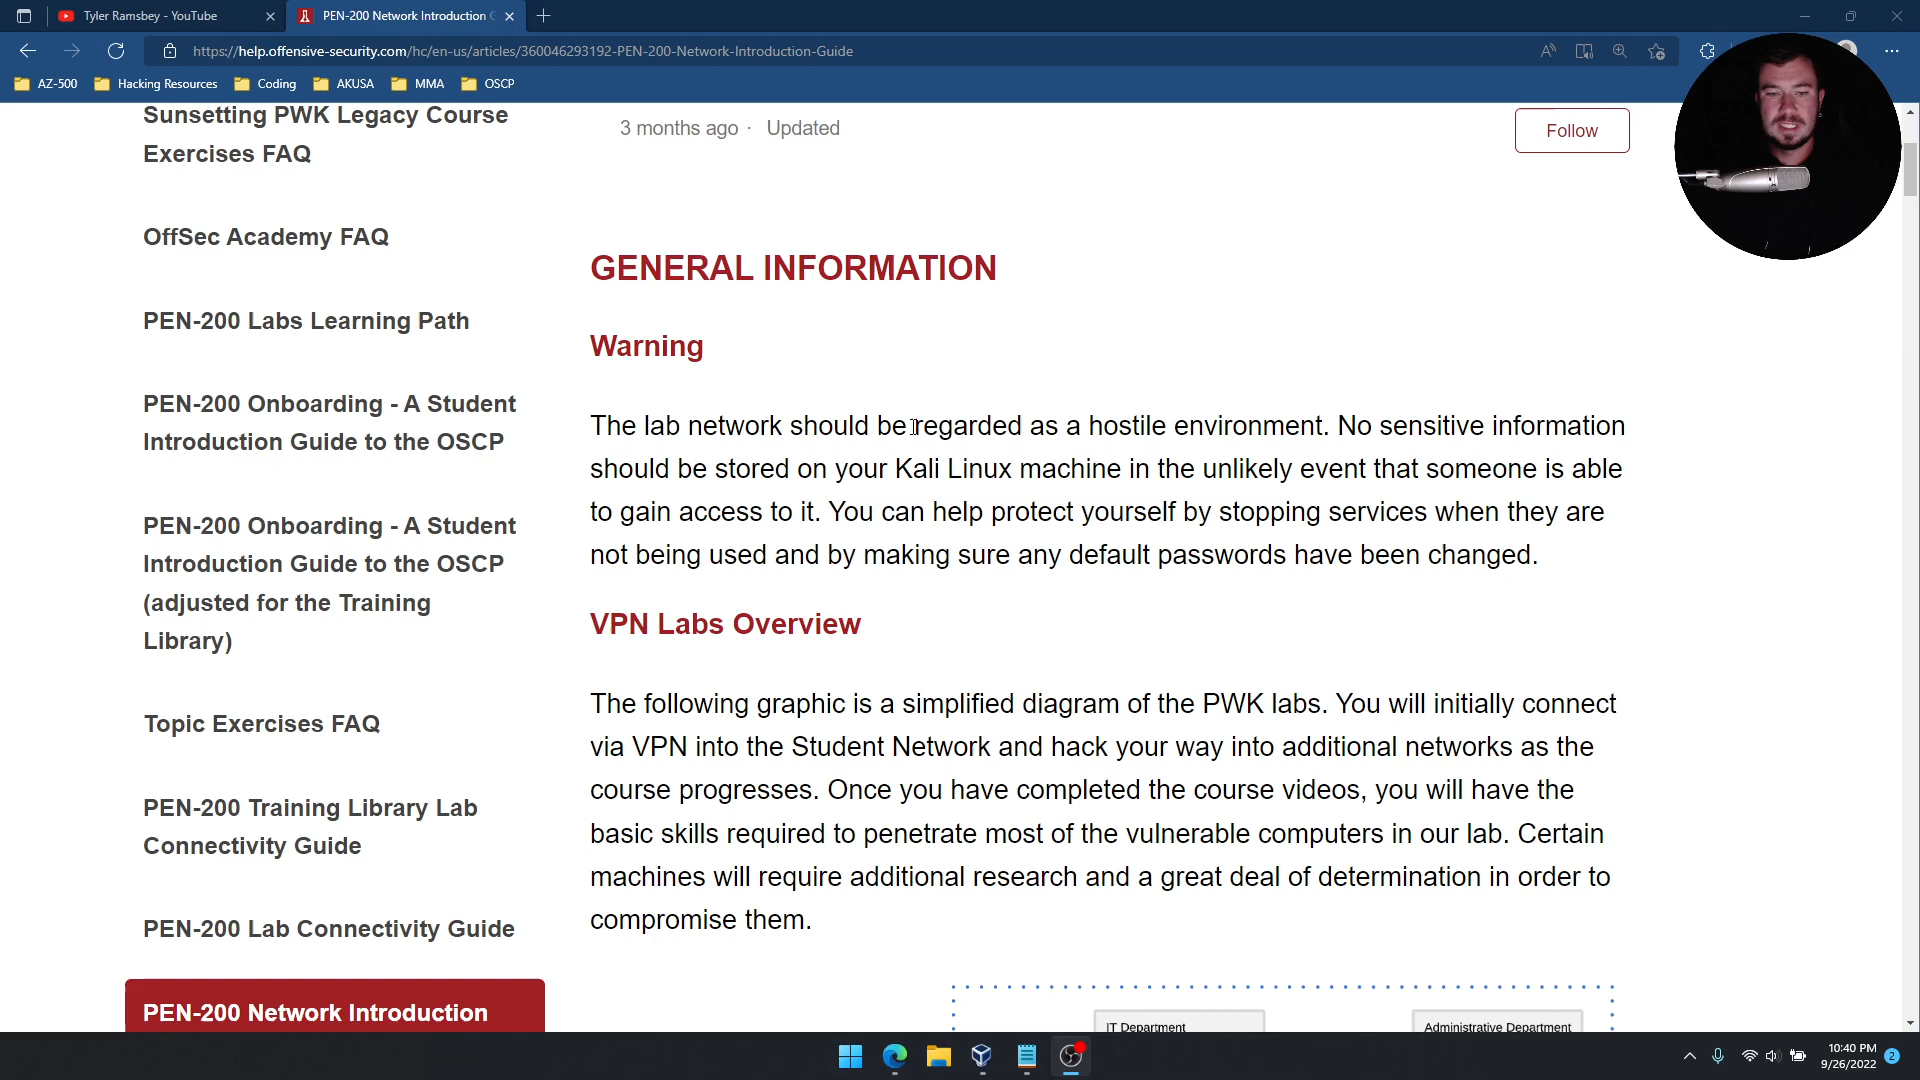 Tyler Ramsbey - YouTube
PEN-200 Network Introduction G
https://help.offensive-security.com/hc/en-us/articles/360046293192-PEN-200-Network-Introduction-Guide
AZ-500
Hacking Resources
Coding
AKUSA
MMA
OSCP
Sunsetting PWK Legacy Course
Exercises FAQ
OffSec Academy FAQ
PEN-200 Labs Learning Path
PEN-200 Onboarding - A Student
Introduction Guide to the OSCP
PEN-200 Onboarding - A Student
Introduction Guide to the OSCP
(adjusted for the Training
Library)
Topic Exercises FAQ
PEN-200 Training Library Lab
Connectivity Guide
PEN-200 Lab Connectivity Guide
PEN-200 Network Introduction
3 months ago · Updated
Follow
GENERAL INFORMATION
Warning
The lab network should be regarded as a hostile environment. No sensitive information
should be stored on your Kali Linux machine in the unlikely event that someone is able
to gain access to it. You can help protect yourself by stopping services when they are
not being used and by making sure any default passwords have been changed.
VPN Labs Overview
The following graphic is a simplified diagram of the PWK labs. You will initially connect
via VPN into the Student Network and hack your way into additional networks as the
course progresses. Once you have completed the course videos, you will have the
basic skills required to penetrate most of the vulnerable computers in our lab. Certain
machines will require additional research and a great deal of determination in order to
compromise them.
IT Department
Administrative Department
10:40 PM
9/26/2022
2